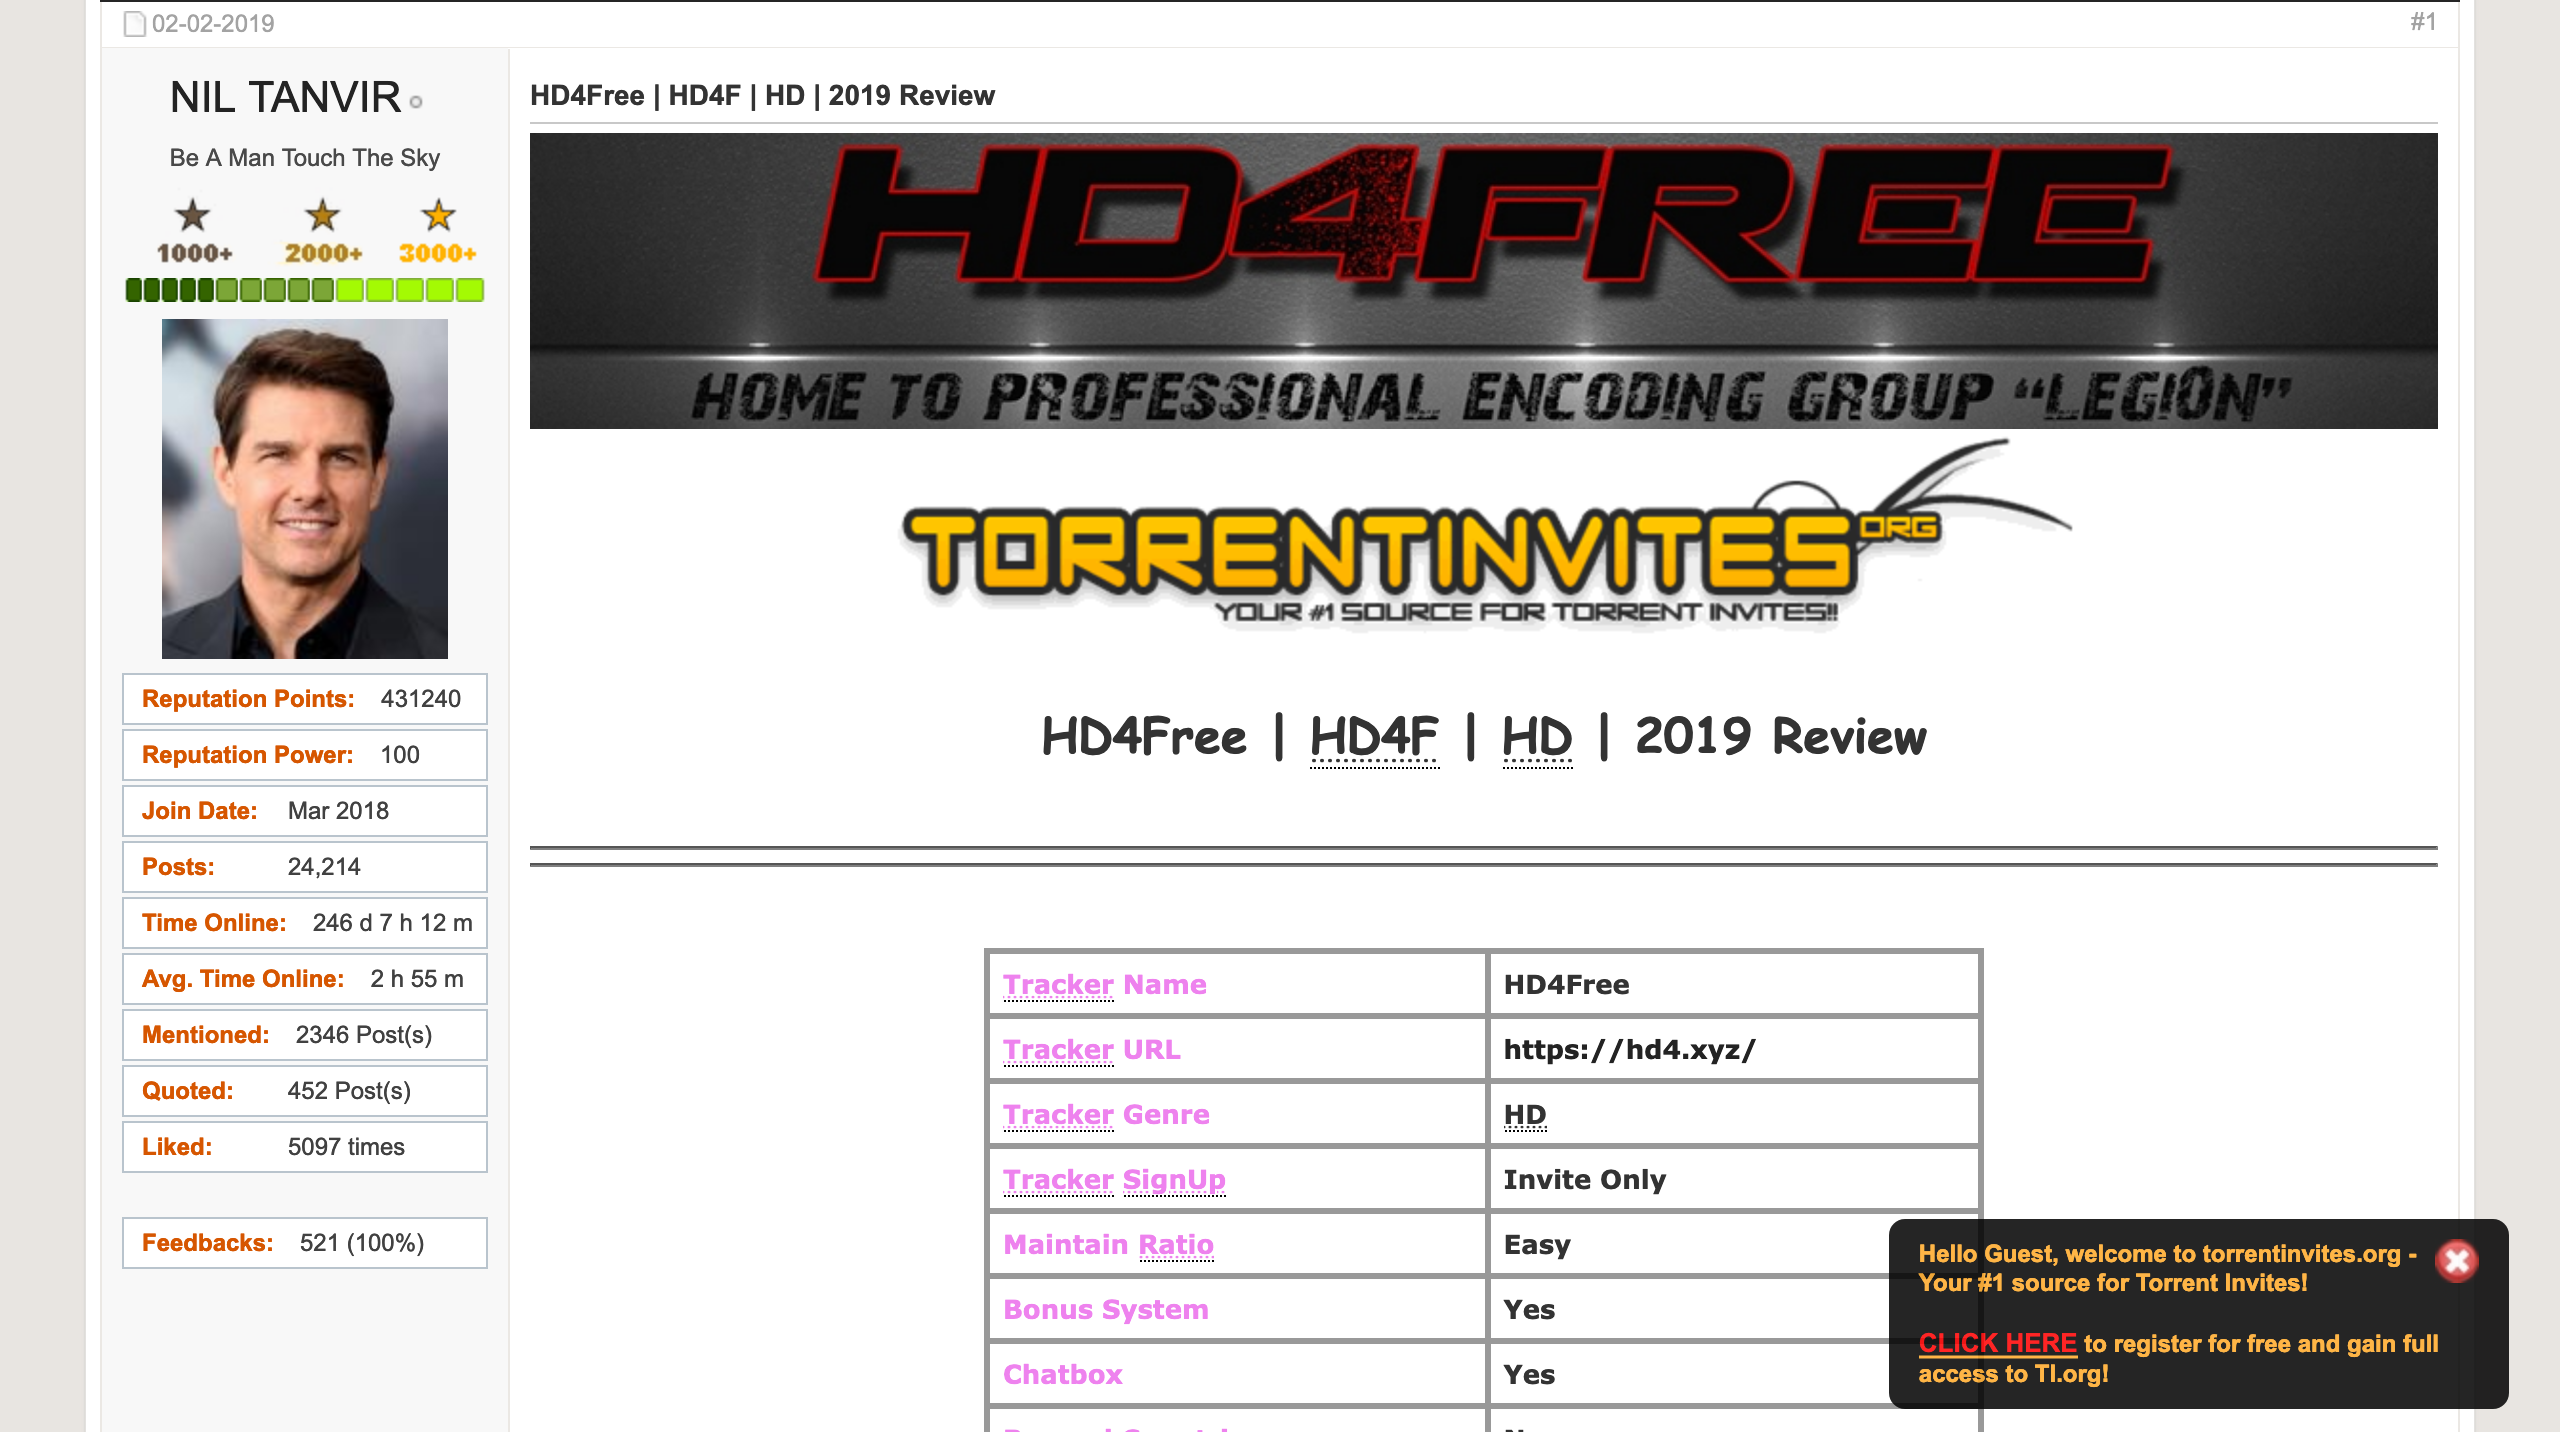 02-02-2019
#1
NIL TANVIR
Be A Man Touch The Sky
1000+ 2000+ 3000+
Reputation Points: 431240
Reputation Power: 100
Join Date: Mar 2018
Posts: 24,214
Time Online: 246 d 7 h 12 m
Avg. Time Online: 2 h 55 m
Mentioned: 2346 Post(s)
Quoted: 452 Post(s)
Liked: 5097 times
Feedbacks: 521 (100%)
HD4Free | HD4F | HD | 2019 Review
HD4FREE
HOME TO PROFESSIONAL ENCODING GROUP “LEGION”
TORRENTINVITES ORG
YOUR #1 SOURCE FOR TORRENT INVITES!!
HD4Free | HD4F | HD | 2019 Review
Tracker Name HD4Free
Tracker URL https://hd4.xyz/
Tracker Genre HD
Tracker SignUp Invite Only
Maintain Ratio Easy
Bonus System Yes
Chatbox Yes
Hello Guest, welcome to torrentinvites.org -
Your #1 source for Torrent Invites!
CLICK HERE to register for free and gain full
access to TI.org!